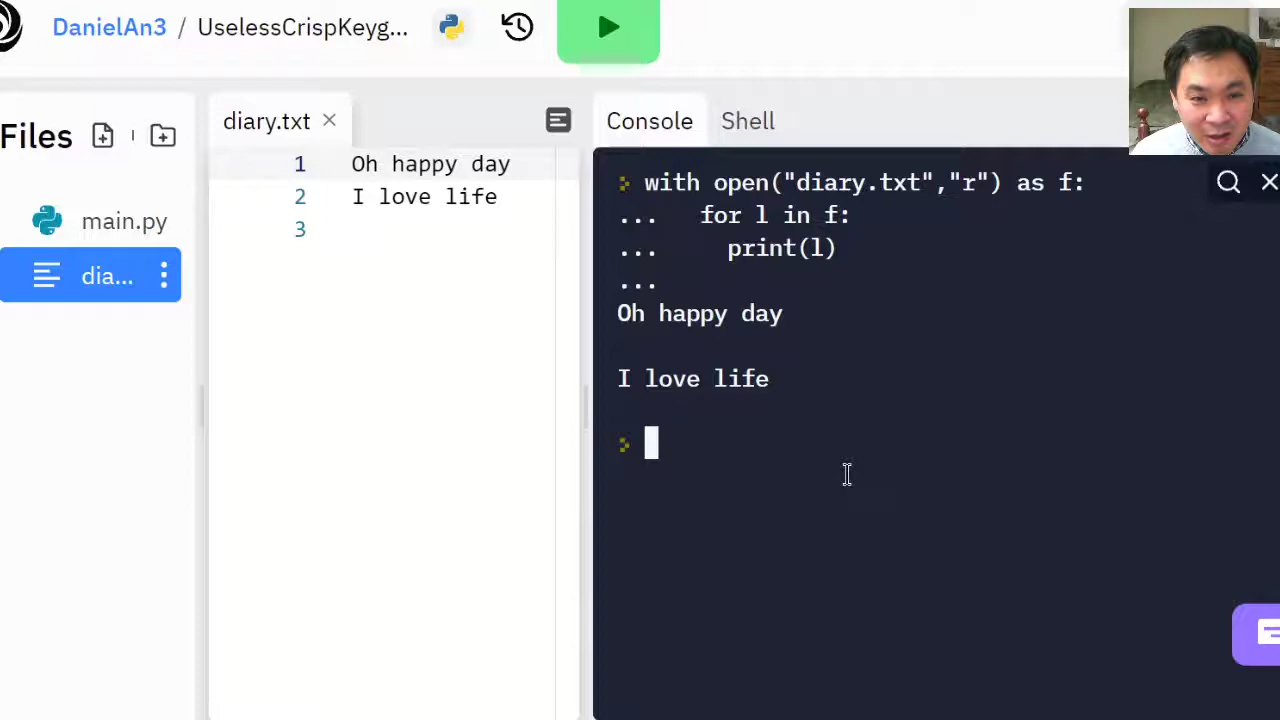 DanielAn3 / UselessCrispKeyg...
Files
main.py
dia...
diary.txt
1 Oh happy day
2 I love life
3
Console Shell
with open("diary.txt","r") as f:
... for l in f:
... print(l)
...
Oh happy day
I love life